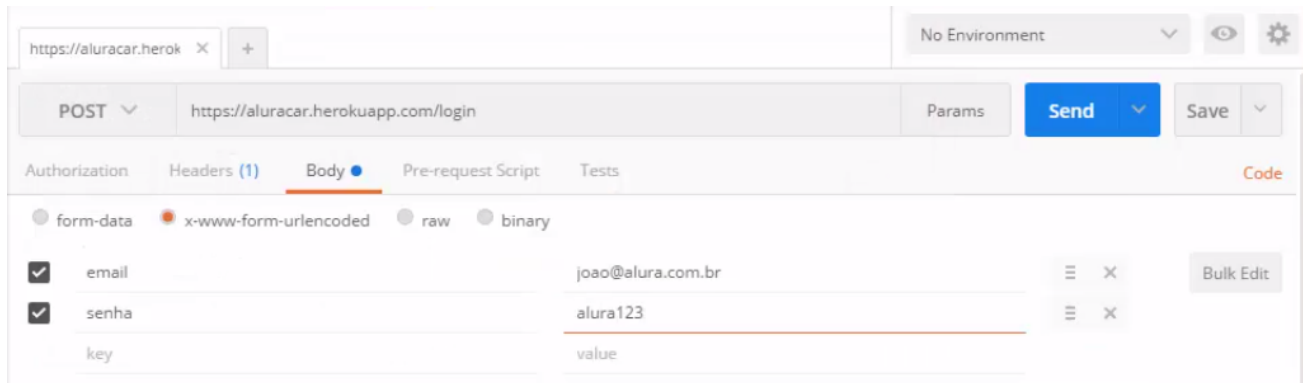 https://aluracar.herok
No Environment
POST https://aluracar.herokuapp.com/login Params Send Save
Authorization Headers (1) Body Pre-request Script Tests Code
form-data x-www-form-urlencoded raw binary
email joao@alura.com.br Bulk Edit
senha alura123
key value